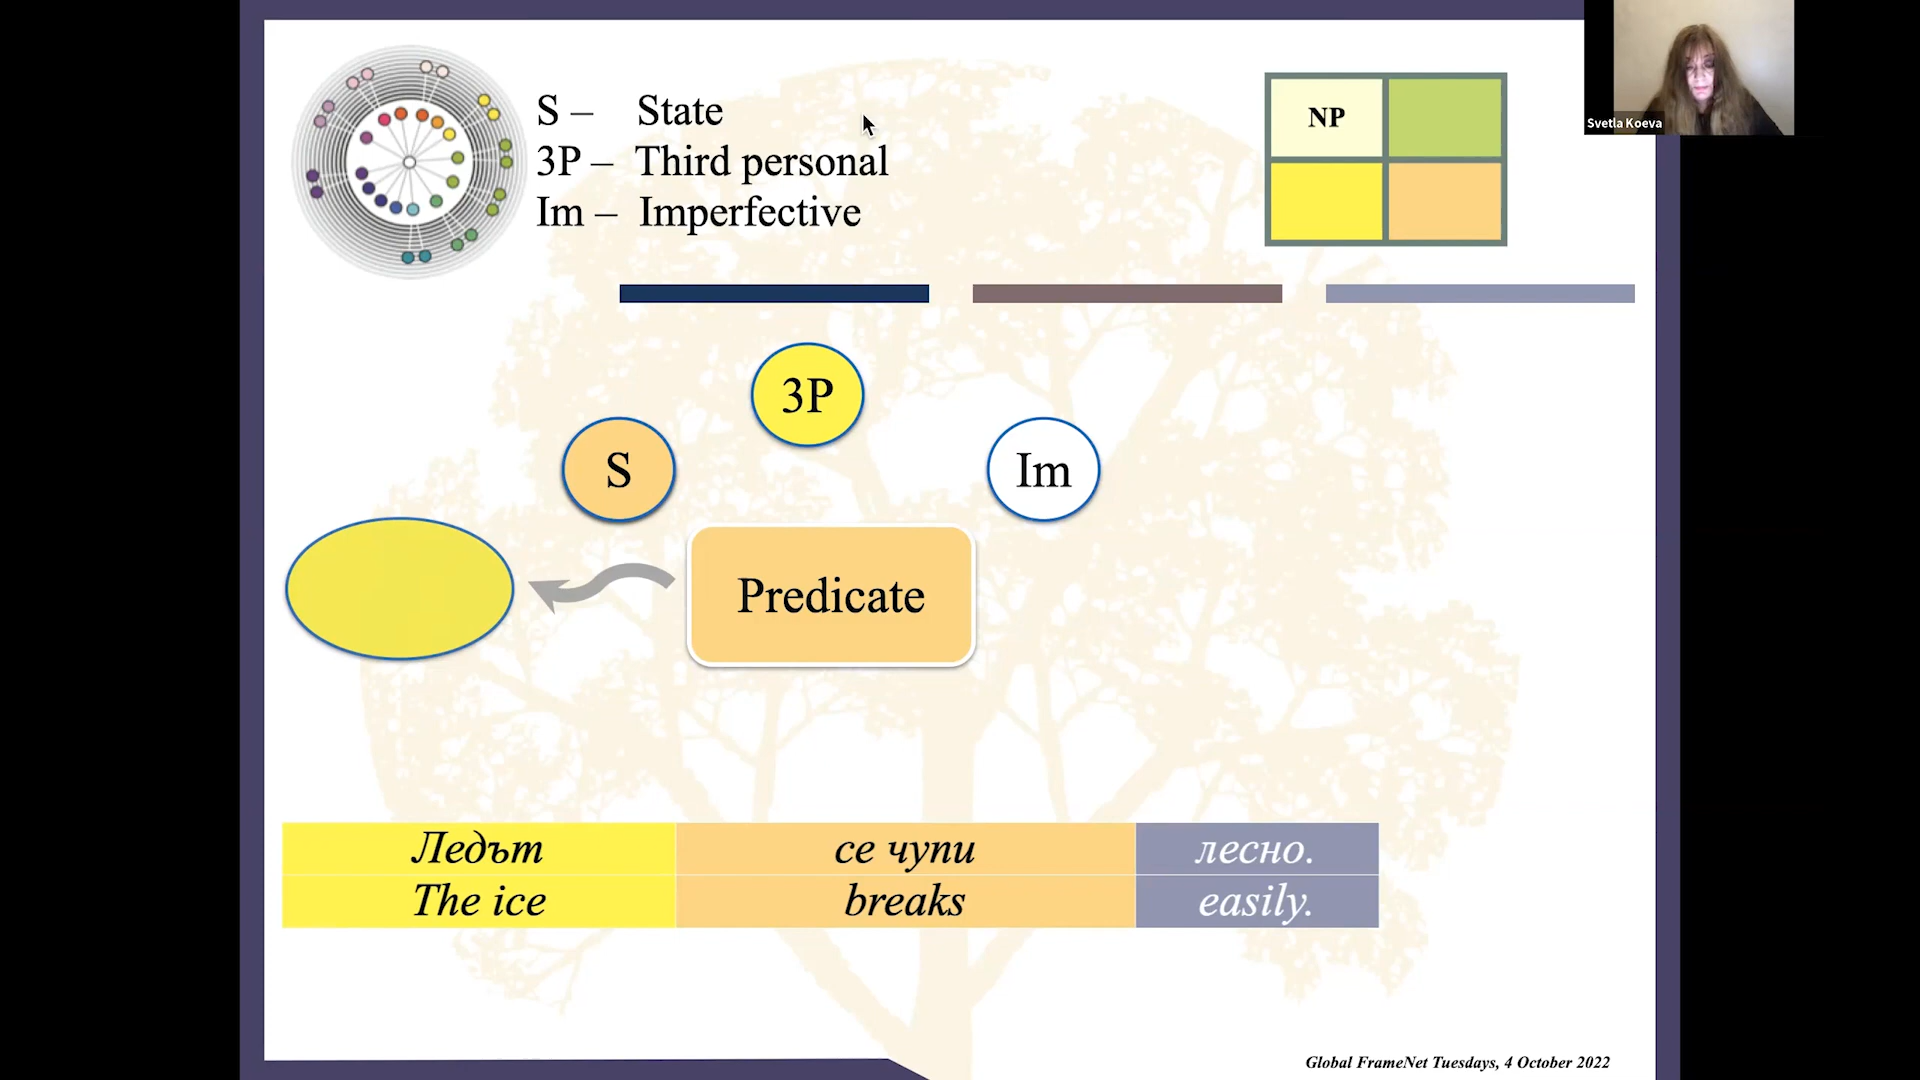 S – State
3P – Third personal
Im – Imperfective
NP
Svetla Koeva
3P
S
Im
Predicate
Ледът се чупи лесно.
The ice breaks easily.
Global FrameNet Tuesdays, 4 October 2022